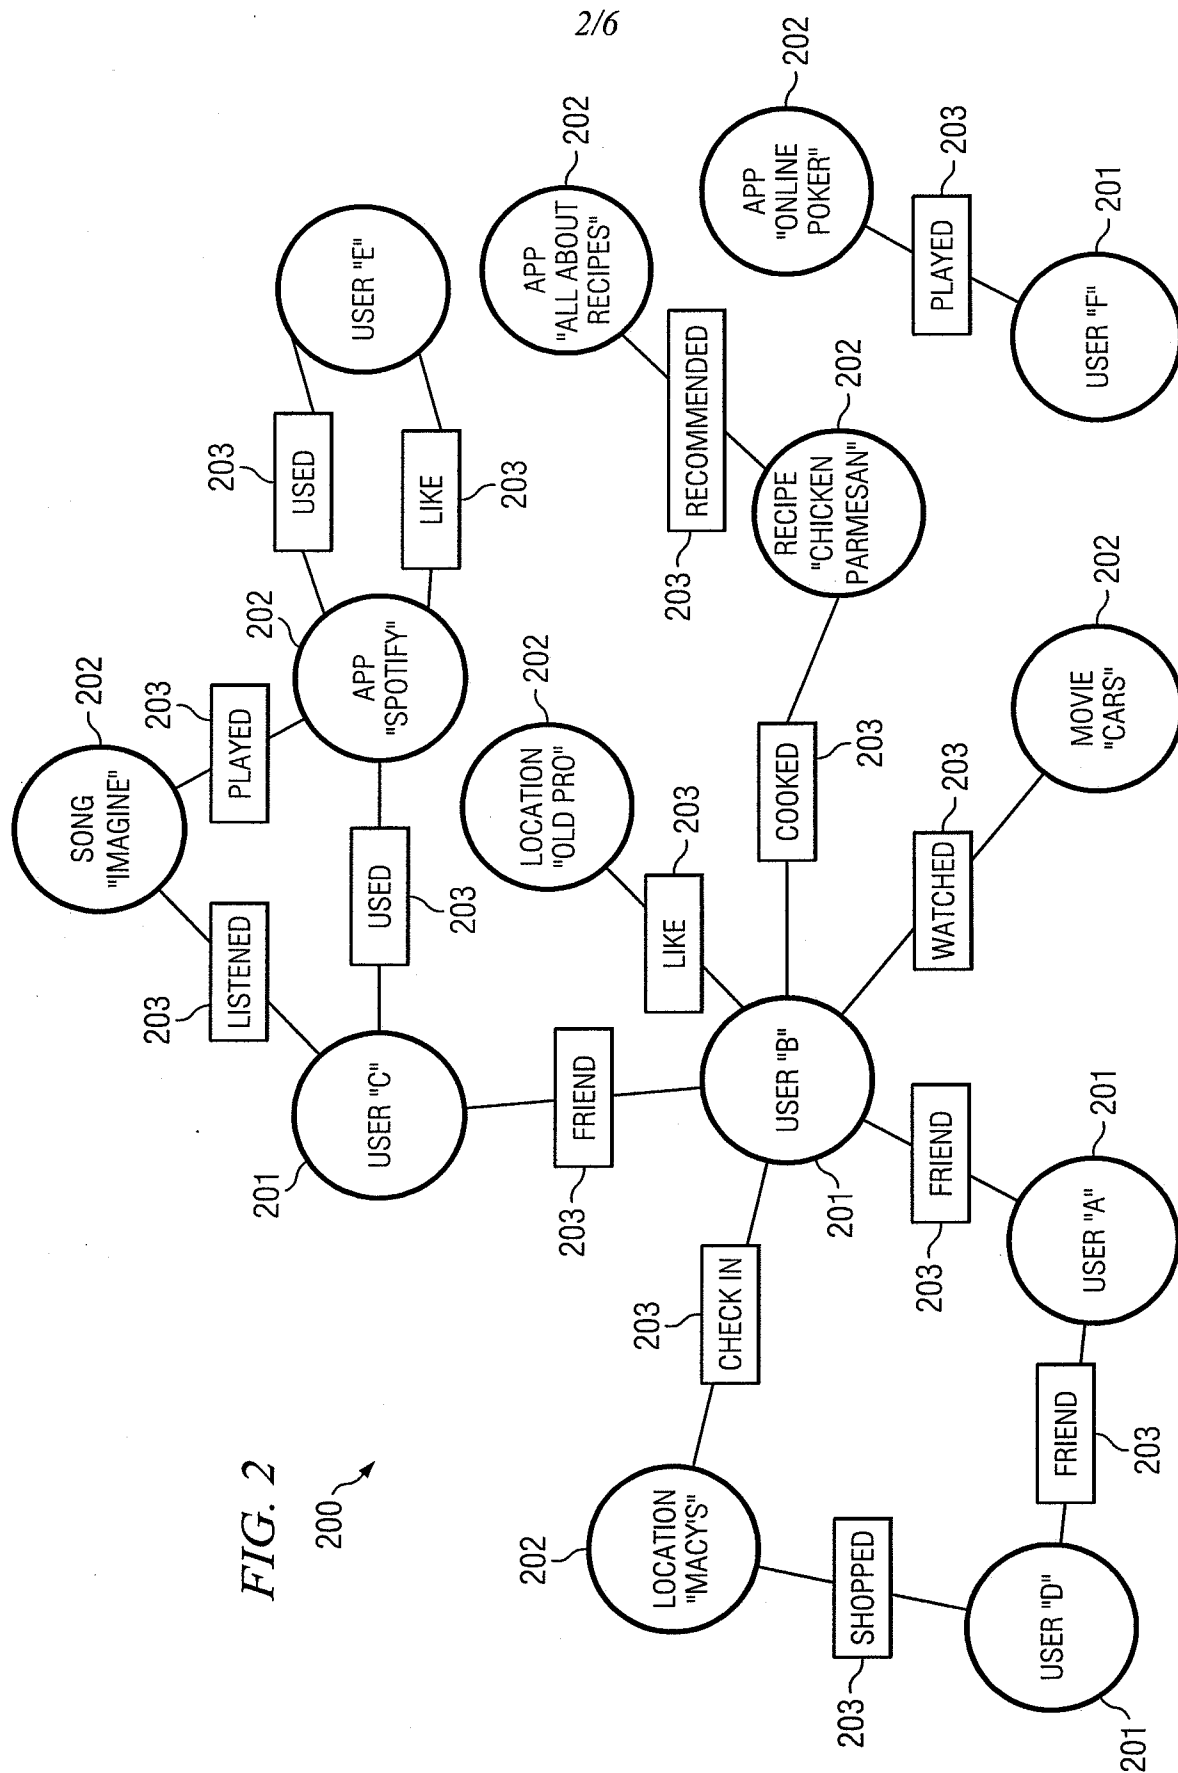 2/6
FIG. 2
200
203
LISTENED
203
PLAYED
SONG
"IMAGINE"
202
201
USER "C"
USED
203
APP
"SPOTIFY"
202
USED
203
LIKE
203
USER "E"
203
FRIEND
LOCATION
"OLD PRO"
202
LIKE
203
APP
"ALL ABOUT
RECIPES"
202
RECOMMENDED
203
202
LOCATION
"MACY'S"
203
CHECK IN
USER "B"
201
COOKED
203
RECIPE
"CHICKEN
PARMESAN"
202
APP
"ONLINE
POKER"
202
203
SHOPPED
203
FRIEND
WATCHED
203
PLAYED
203
201
USER "D"
FRIEND
203
USER "A"
201
MOVIE
"CARS"
202
USER "F"
201